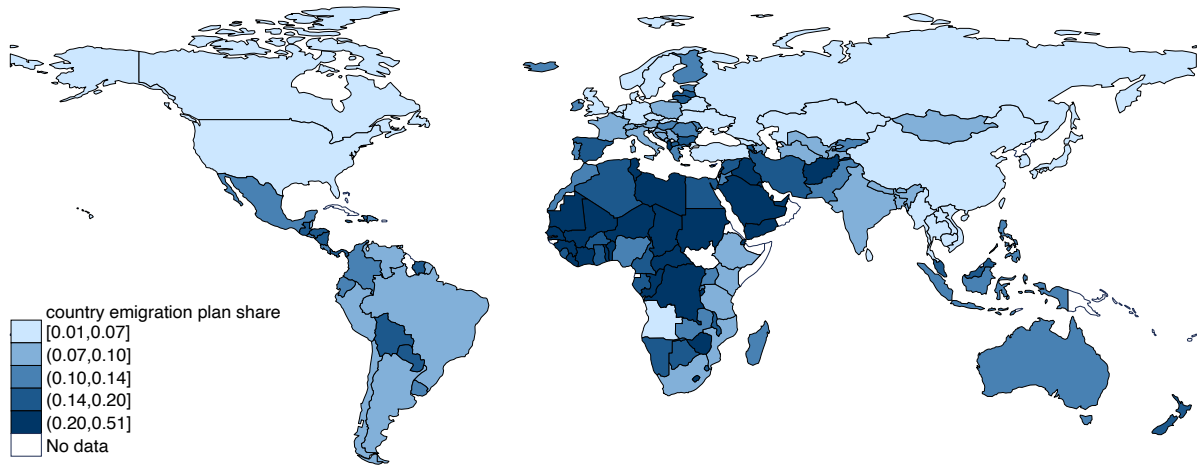 country emigration plan share
[0.01,0.07]
(0.07,0.10]
(0.10,0.14]
(0.14,0.20]
(0.20,0.51]
No data